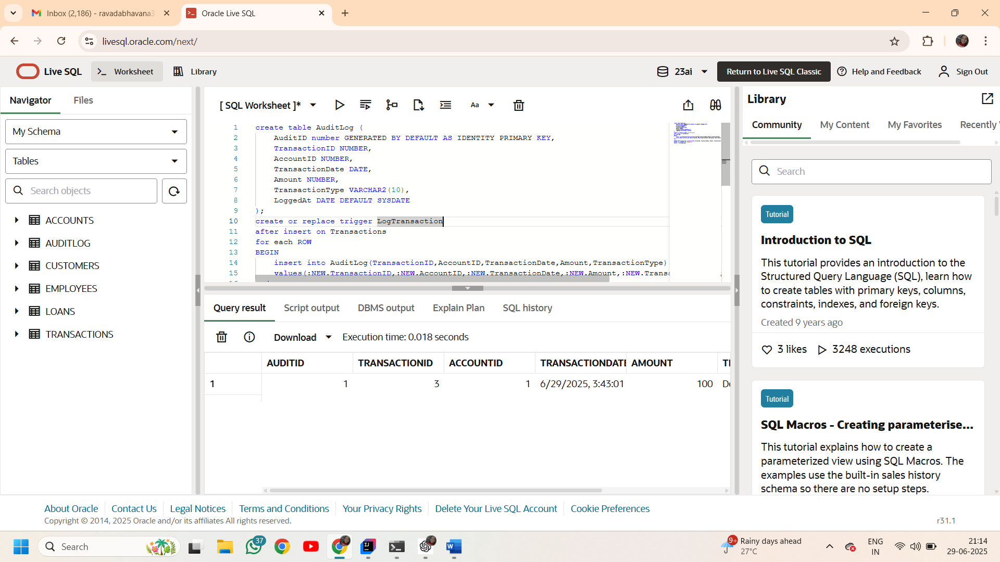 Inbox (2,186) - ravadabhavana3
Oracle Live SQL
livesql.oracle.com/next/
Live SQL
Worksheet
Library
23ai
Return to Live SQL Classic
Help and Feedback
Sign Out
Navigator
Files
My Schema
Tables
Search objects
ACCOUNTS
AUDITLOG
CUSTOMERS
EMPLOYEES
LOANS
TRANSACTIONS
[ SQL Worksheet ]*
Aa
1 create table AuditLog (
2 AuditID number GENERATED BY DEFAULT AS IDENTITY PRIMARY KEY,
3 TransactionID NUMBER,
4 AccountID NUMBER,
5 TransactionDate DATE,
6 Amount NUMBER,
7 TransactionType VARCHAR2(10),
8 LoggedAt DATE DEFAULT SYSDATE
9 );
10 create or replace trigger LogTransaction
11 after insert on Transactions
12 for each ROW
13 BEGIN
14 insert into AuditLog(TransactionID,AccountID,TransactionDate,Amount,TransactionType)
15 values(:NEW.TransactionID,:NEW.AccountID,:NEW.TransactionDate,:NEW.Amount,:NEW.Transa
Query result
Script output
DBMS output
Explain Plan
SQL history
Download
Execution time: 0.018 seconds
AUDITID TRANSACTIONID ACCOUNTID TRANSACTIONDATE AMOUNT
1 1 3 1 6/29/2025, 3:43:01 100 De
Library
Community
My Content
My Favorites
Recently
Search
Tutorial
Introduction to SQL
This tutorial provides an introduction to the
Structured Query Language (SQL), learn how
to create tables with primary keys, columns,
constraints, indexes, and foreign keys.
Created 9 years ago
3 likes
3248 executions
Tutorial
SQL Macros - Creating parameterise...
This tutorial explains how to create a
parameterized view using SQL Macros. The
examples use the built-in sales history
schema so there are no setup steps.
About Oracle
Contact Us
Legal Notices
Terms and Conditions
Your Privacy Rights
Delete Your Live SQL Account
Cookie Preferences
Copyright © 2014, 2025 Oracle and/or its affiliates All rights reserved.
r31.1
Search
37
9+
Rainy days ahead
27°C
ENG
IN
21:14
29-06-2025